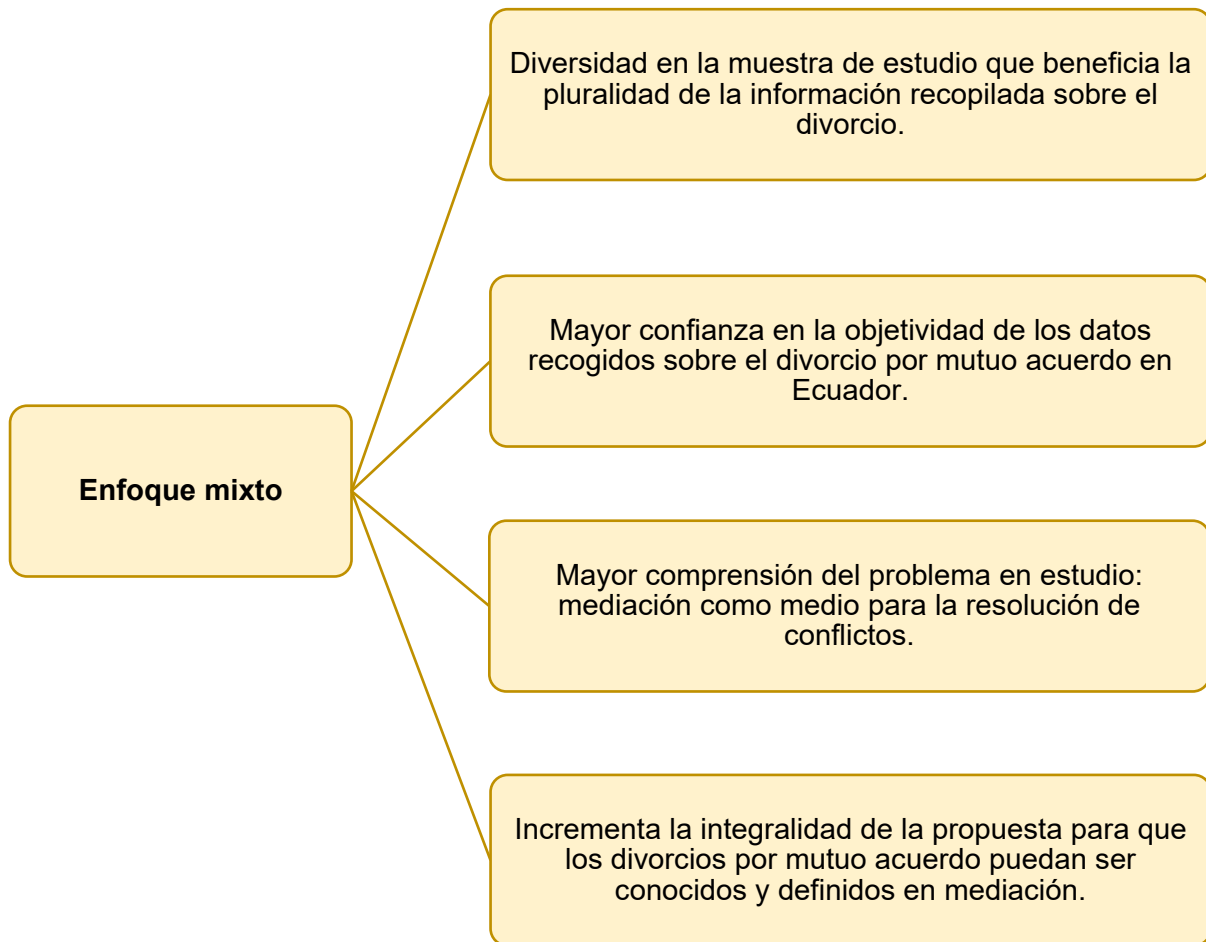 Diversidad en la muestra de estudio que beneficia la
pluralidad de la información recopilada sobre el
divorcio.
Mayor confianza en la objetividad de los datos
recogidos sobre el divorcio por mutuo acuerdo en
Ecuador.
Enfoque mixto
Mayor comprensión del problema en estudio:
mediación como medio para la resolución de
conflictos.
Incrementa la integralidad de la propuesta para que
los divorcios por mutuo acuerdo puedan ser
conocidos y definidos en mediación.